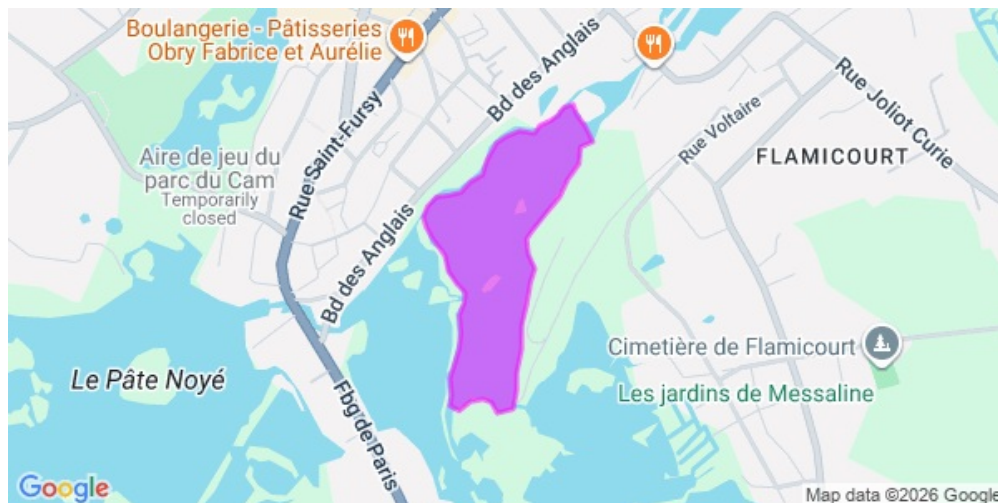 Boulangerie - Pâtisseries
Obry Fabrice et Aurélie
Bd des Anglais
Rue Joliot Curie
Rue Saint-Fursy
Rue Voltaire
Aire de jeu du
parc du Cam
Temporarily
closed
FLAMICOURT
Bd des Anglais
Cimetière de Flamicourt
Le Pâte Noyé
Les jardins de Messaline
Fbg de Paris
Google
Map data ©2026 Google